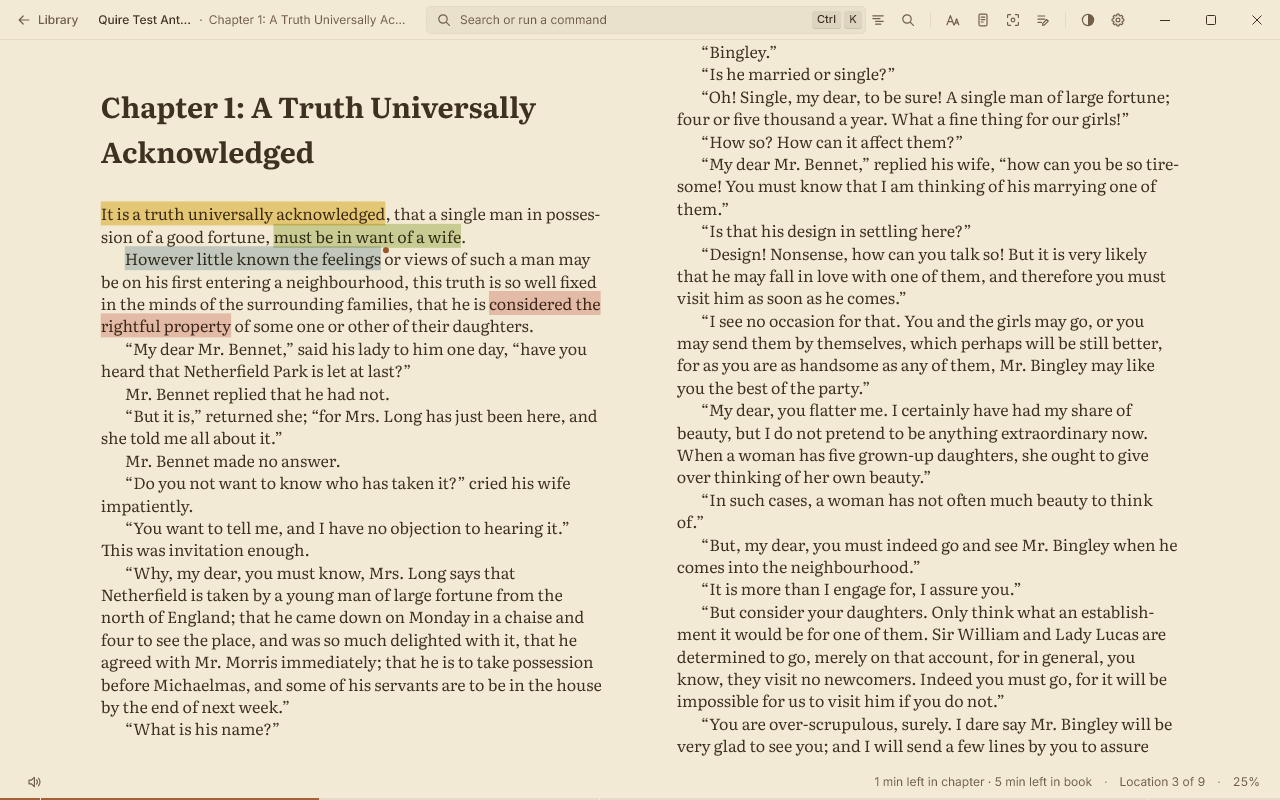 Library
Quire Test Ant... · Chapter 1: A Truth Universally Ac...
Search or run a command
Ctrl K
Chapter 1: A Truth Universally
Acknowledged
It is a truth universally acknowledged, that a single man in posses-
sion of a good fortune, must be in want of a wife.
However little known the feelings or views of such a man may
be on his first entering a neighbourhood, this truth is so well fixed
in the minds of the surrounding families, that he is considered the
rightful property of some one or other of their daughters.
“My dear Mr. Bennet,” said his lady to him one day, “have you
heard that Netherfield Park is let at last?”
Mr. Bennet replied that he had not.
“But it is,” returned she; “for Mrs. Long has just been here, and
she told me all about it.”
Mr. Bennet made no answer.
“Do you not want to know who has taken it?” cried his wife
impatiently.
“You want to tell me, and I have no objection to hearing it.”
This was invitation enough.
“Why, my dear, you must know, Mrs. Long says that
Netherfield is taken by a young man of large fortune from the
north of England; that he came down on Monday in a chaise and
four to see the place, and was so much delighted with it, that he
agreed with Mr. Morris immediately; that he is to take possession
before Michaelmas, and some of his servants are to be in the house
by the end of next week.”
“What is his name?”
“Bingley.”
“Is he married or single?”
“Oh! Single, my dear, to be sure! A single man of large fortune;
four or five thousand a year. What a fine thing for our girls!”
“How so? How can it affect them?”
“My dear Mr. Bennet,” replied his wife, “how can you be so tire-
some! You must know that I am thinking of his marrying one of
them.”
“Is that his design in settling here?”
“Design! Nonsense, how can you talk so! But it is very likely
that he may fall in love with one of them, and therefore you must
visit him as soon as he comes.”
“I see no occasion for that. You and the girls may go, or you
may send them by themselves, which perhaps will be still better,
for as you are as handsome as any of them, Mr. Bingley may like
you the best of the party.”
“My dear, you flatter me. I certainly have had my share of
beauty, but I do not pretend to be anything extraordinary now.
When a woman has five grown-up daughters, she ought to give
over thinking of her own beauty.”
“In such cases, a woman has not often much beauty to think
of.”
“But, my dear, you must indeed go and see Mr. Bingley when he
comes into the neighbourhood.”
“It is more than I engage for, I assure you.”
“But consider your daughters. Only think what an establish-
ment it would be for one of them. Sir William and Lady Lucas are
determined to go, merely on that account, for in general, you
know, they visit no newcomers. Indeed you must go, for it will be
impossible for us to visit him if you do not.”
“You are over-scrupulous, surely. I dare say Mr. Bingley will be
very glad to see you; and I will send a few lines by you to assure
1 min left in chapter · 5 min left in book · Location 3 of 9 · 25%